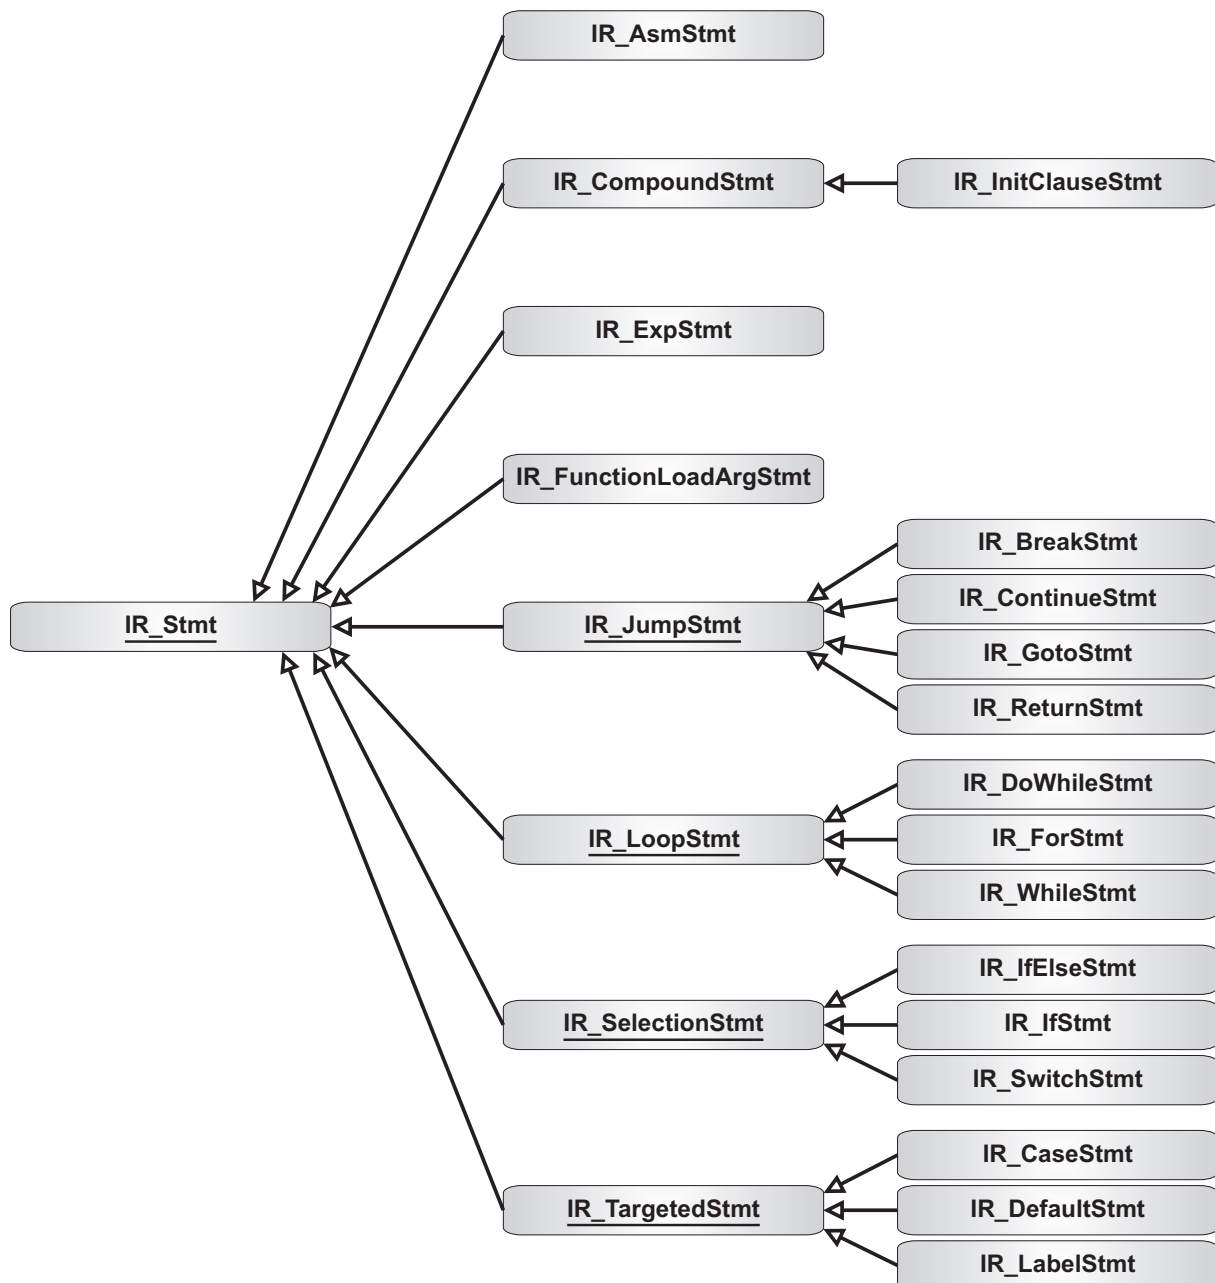 IR_AsmStmt
IR_CompoundStmt
IR_InitClauseStmt
IR_ExpStmt
IR_FunctionLoadArgStmt
IR_Stmt
IR_JumpStmt
IR_BreakStmt
IR_ContinueStmt
IR_GotoStmt
IR_ReturnStmt
IR_LoopStmt
IR_DoWhileStmt
IR_ForStmt
IR_WhileStmt
IR_SelectionStmt
IR_IfElseStmt
IR_IfStmt
IR_SwitchStmt
IR_TargetedStmt
IR_CaseStmt
IR_DefaultStmt
IR_LabelStmt